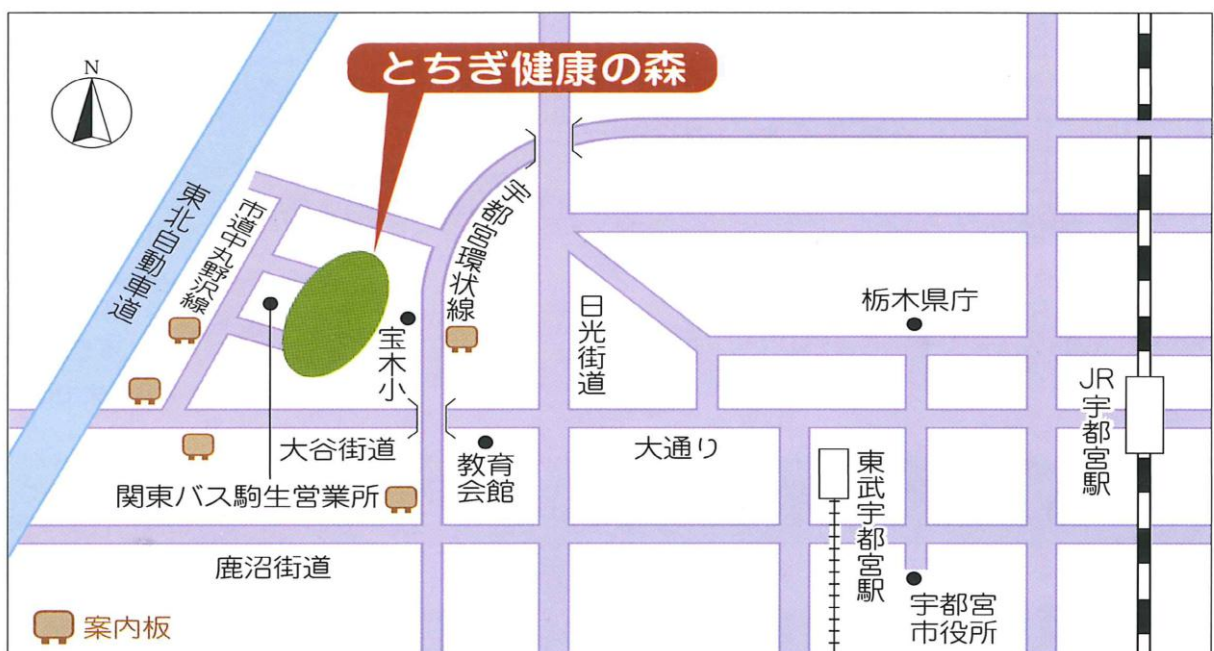 とちぎ健康の森
N
東北自動車道
市道中丸野沢線
宇都宮環状線
宝木小
日光街道
栃木県庁
JR宇都宮駅
大谷街道
教育
会館
大通り
東武宇都宮駅
関東バス駒生営業所
鹿沼街道
宇都宮
市役所
案内板